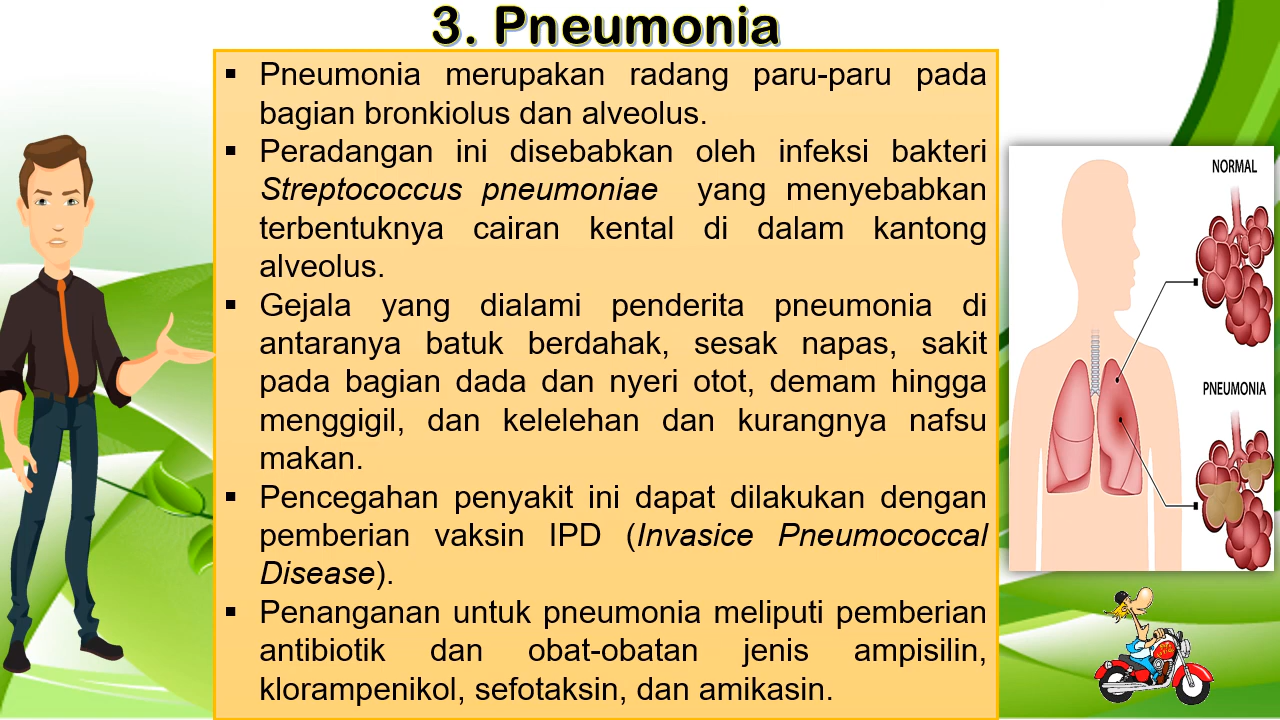 3. Pneumonia
▪ Pneumonia merupakan radang paru-paru pada
bagian bronkiolus dan alveolus.
▪ Peradangan ini disebabkan oleh infeksi bakteri
Streptococcus pneumoniae yang menyebabkan
terbentuknya cairan kental di dalam kantong
alveolus.
▪ Gejala yang dialami penderita pneumonia di
antaranya batuk berdahak, sesak napas, sakit
pada bagian dada dan nyeri otot, demam hingga
menggigil, dan kelelehan dan kurangnya nafsu
makan.
▪ Pencegahan penyakit ini dapat dilakukan dengan
pemberian vaksin IPD (Invasice Pneumococcal
Disease).
▪ Penanganan untuk pneumonia meliputi pemberian
antibiotik dan obat-obatan jenis ampisilin,
klorampenikol, sefotaksin, dan amikasin.
NORMAL
PNEUMONIA